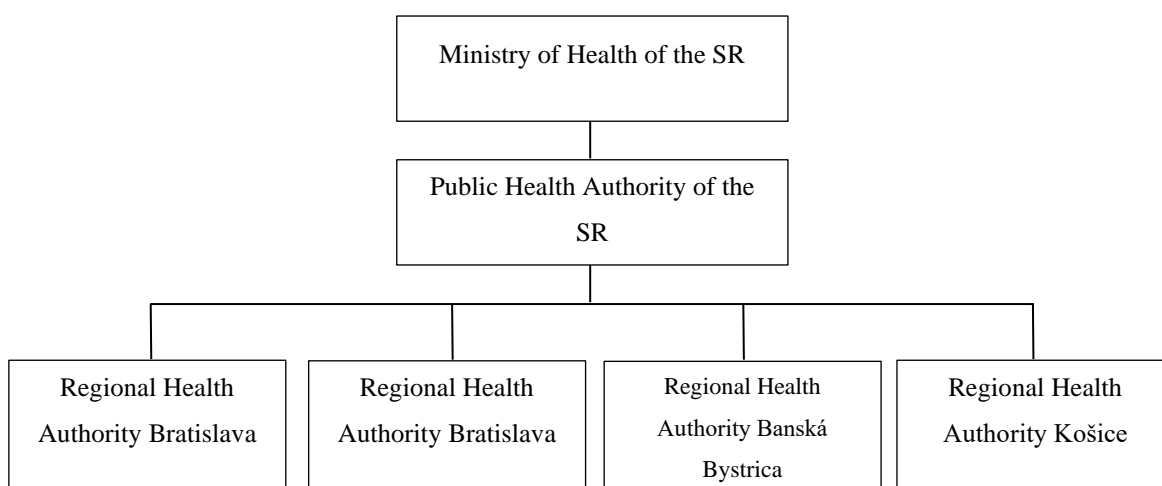 Ministry of Health of the SR
Public Health Authority of the
SR
Regional Health
Authority Bratislava
Regional Health
Authority Bratislava
Regional Health
Authority Banská
Bystrica
Regional Health
Authority Košice